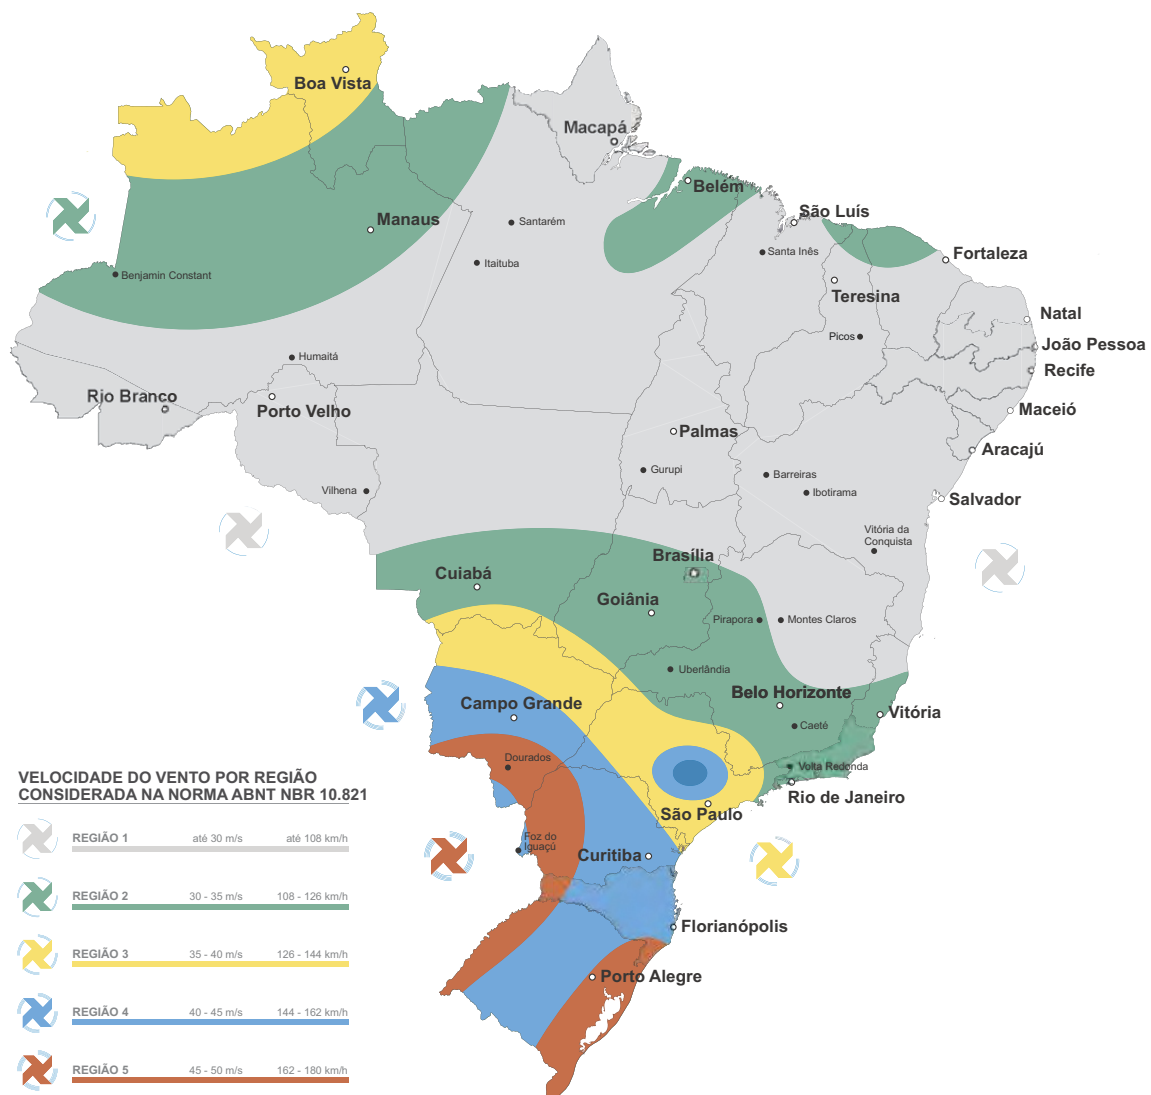 Boa Vista
Macapá
Belém
Manaus
São Luís
Santarém
Santa Inês
Fortaleza
Itaituba
Benjamin Constant
Teresina
Natal
Picos
João Pessoa
Humaitá
Recife
Rio Branco
Porto Velho
Maceió
Palmas
Aracajú
Gurupi
Barreiras
Vilhena
Ibotirama
Salvador
Vitória da
Conquista
Brasília
Cuiabá
Goiânia
Pirapora
Montes Claros
Uberlândia
Belo Horizonte
Campo Grande
Vitória
Caeté
Dourados
Volta Redonda
Rio de Janeiro
São Paulo
Foz do
Iguaçú
Curitiba
Florianópolis
Porto Alegre
VELOCIDADE DO VENTO POR REGIÃO
CONSIDERADA NA NORMA ABNT NBR 10.821
REGIÃO 1 até 30 m/s até 108 km/h
REGIÃO 2 30 - 35 m/s 108 - 126 km/h
REGIÃO 3 35 - 40 m/s 126 - 144 km/h
REGIÃO 4 40 - 45 m/s 144 - 162 km/h
REGIÃO 5 45 - 50 m/s 162 - 180 km/h